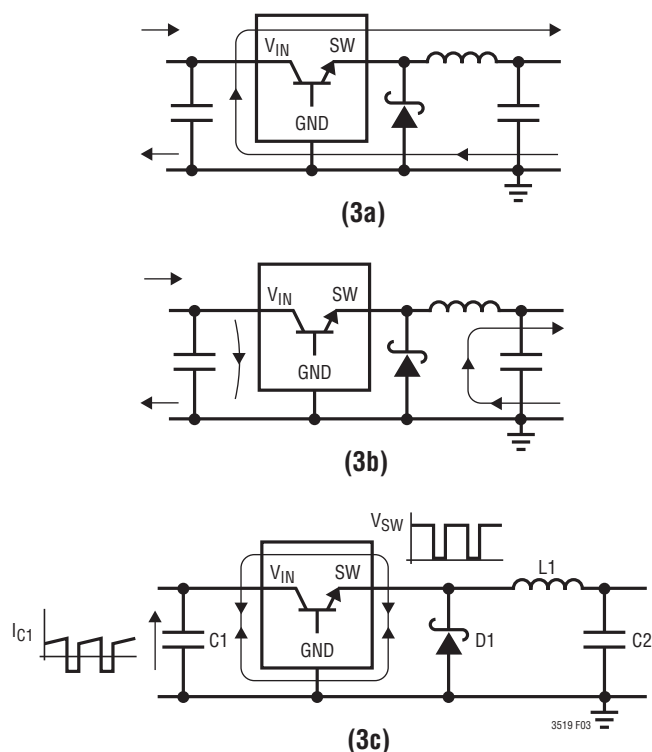 V_IN SW
GND
(3a)
V_IN SW
GND
(3b)
V_SW
L1
V_IN SW
I_C1
C1
GND
D1
C2
3519 F03
(3c)